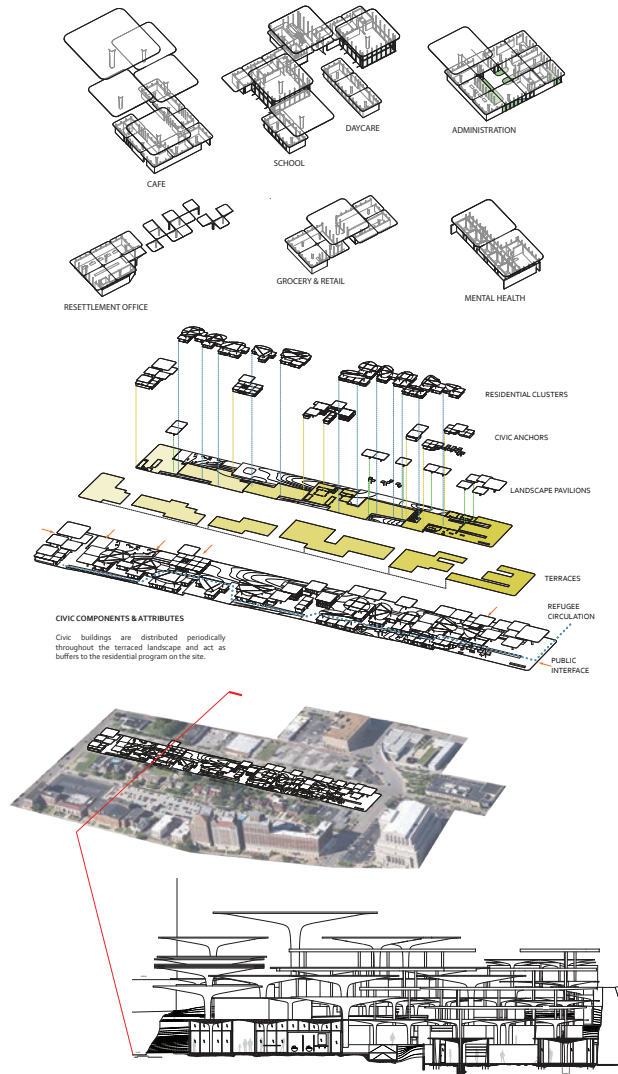 DAYCARE
ADMINISTRATION
SCHOOL
CAFE
RESETTLEMENT OFFICE
GROCERY & RETAIL
MENTAL HEALTH
RESIDENTIAL CLUSTERS
CIVIC ANCHORS
LANDSCAPE PAVILIONS
TERRACES
REFUGEE
CIRCULATION
PUBLIC
INTERFACE
CIVIC COMPONENTS & ATTRIBUTES
Civic buildings are distributed periodically
throughout the terraced landscape and act as
buffers to the residential program on the site.